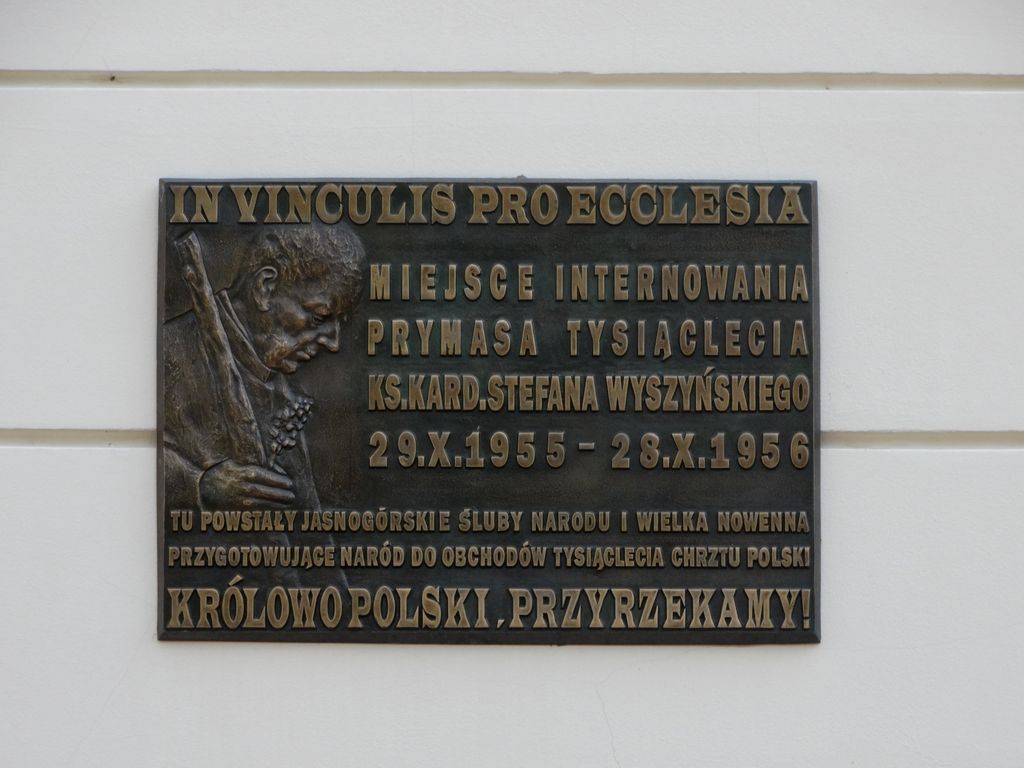 IN VINCULIS PRO ECCLESIA
MIEJSCE INTERNOWANIA
PRYMASA TYSIĄCLECIA
KS.KARD.STEFANA WYSZYŃSKIEGO
29.X.1955 - 28.X.1956
TU POWSTAŁY JASNOGÓRSKIE ŚLUBY NARODU I WIELKA NOWENNA
PRZYGOTOWUJĄCE NARÓD DO OBCHODÓW TYSIĄCLECIA CHRZTU POLSKI
KRÓLOWO POLSKI, PRZYRZEKAMY!